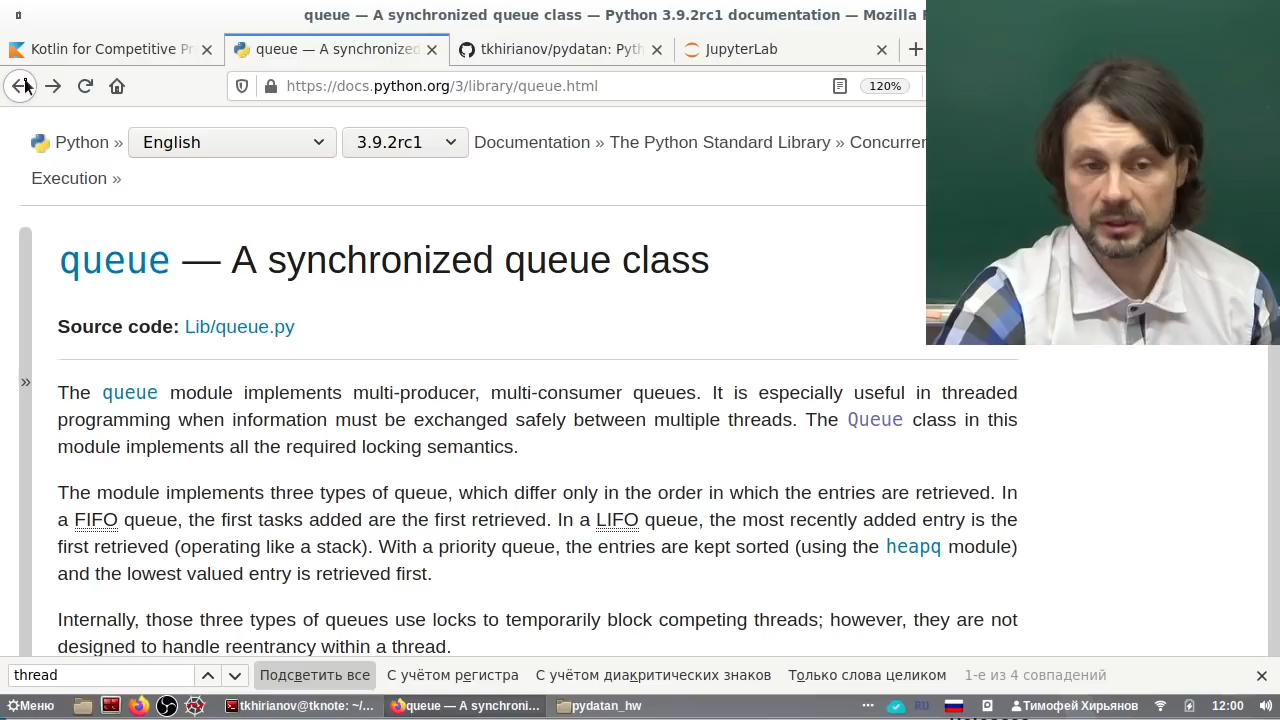 queue — A synchronized queue class — Python 3.9.2rc1 documentation — Mozilla
Kotlin for Competitive Pr
queue — A synchronized
tkhirianov/pydatan: Pyth
JupyterLab
https://docs.python.org/3/library/queue.html
120%
Python » English 3.9.2rc1 Documentation » The Python Standard Library » Concurren
Execution »
queue — A synchronized queue class
Source code: Lib/queue.py
»
The queue module implements multi-producer, multi-consumer queues. It is especially useful in threaded
programming when information must be exchanged safely between multiple threads. The Queue class in this
module implements all the required locking semantics.
The module implements three types of queue, which differ only in the order in which the entries are retrieved. In
a FIFO queue, the first tasks added are the first retrieved. In a LIFO queue, the most recently added entry is the
first retrieved (operating like a stack). With a priority queue, the entries are kept sorted (using the heapq module)
and the lowest valued entry is retrieved first.
Internally, those three types of queues use locks to temporarily block competing threads; however, they are not
designed to handle reentrancy within a thread.
thread Подсветить все С учётом регистра С учётом диакритических знаков Только слова целиком 1-е из 4 совпадений
Меню tkhirianov@tknote: ~/... queue — A synchroni... pydatan_hw RU Тимофей Хирьянов 12:00